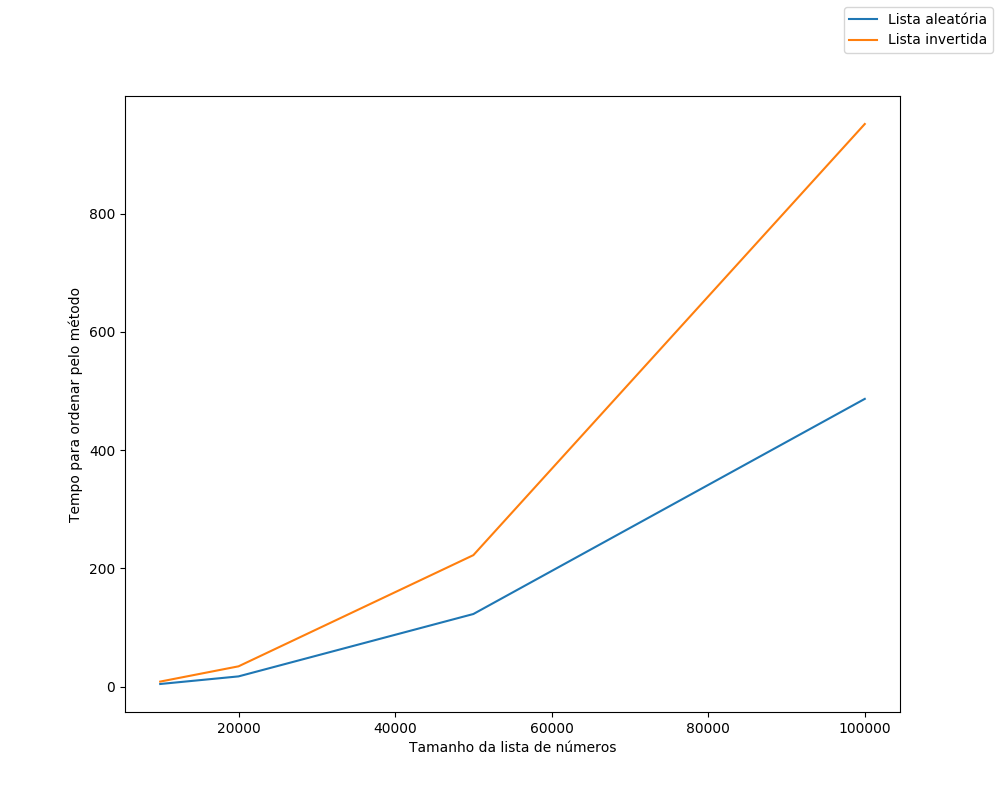 Lista aleatória
Lista invertida
Tempo para ordenar pelo método
800
600
400
200
0
20000
40000
60000
80000
100000
Tamanho da lista de números